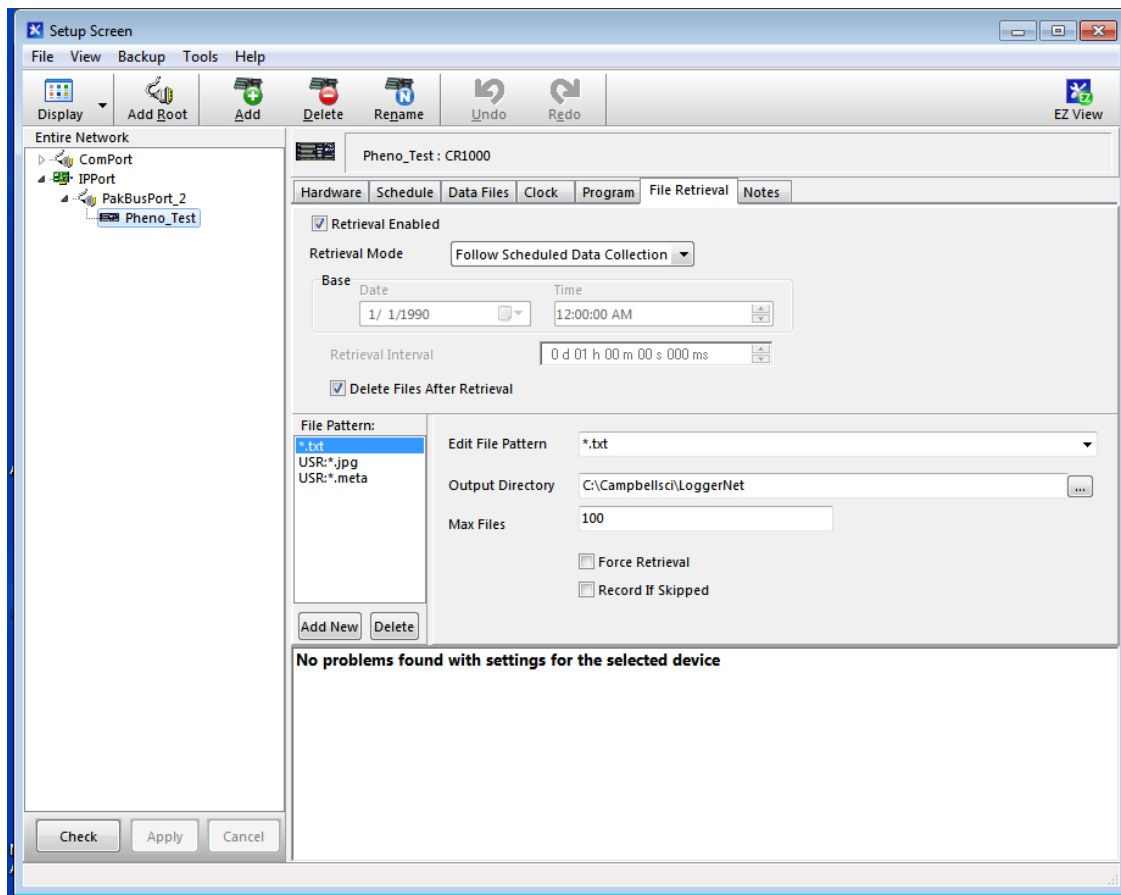 Setup Screen
File View Backup Tools Help
Display Add Root Add Delete Rename Undo Redo EZ View
Entire Network
ComPort
IPPort
PakBusPort_2
Pheno_Test
Pheno_Test : CR1000
Hardware Schedule Data Files Clock Program File Retrieval Notes
Retrieval Enabled
Retrieval Mode Follow Scheduled Data Collection
Base
Date Time
1/ 1/1990 12:00:00 AM
Retrieval Interval 0 d 01 h 00 m 00 s 000 ms
Delete Files After Retrieval
File Pattern:
*.txt
USR:*.jpg
USR:*.meta
Edit File Pattern *.txt
Output Directory C:\Campbellsci\LoggerNet ...
Max Files 100
Force Retrieval
Record If Skipped
Add New Delete
No problems found with settings for the selected device
Check Apply Cancel